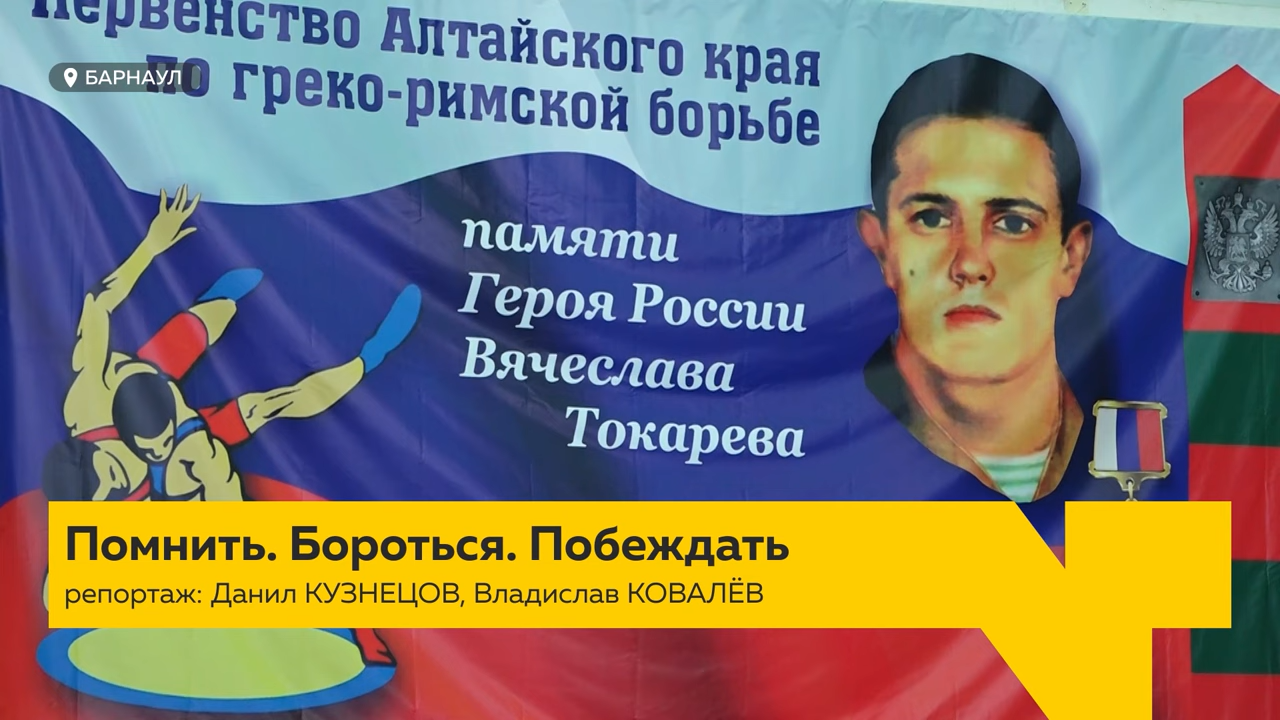 Первенство Алтайского края
по греко-римской борьбе
БАРНАУЛ
памяти
Героя России
Вячеслава
Токарева
Помнить. Бороться. Побеждать
репортаж: Данил КУЗНЕЦОВ, Владислав КОВАЛЁВ